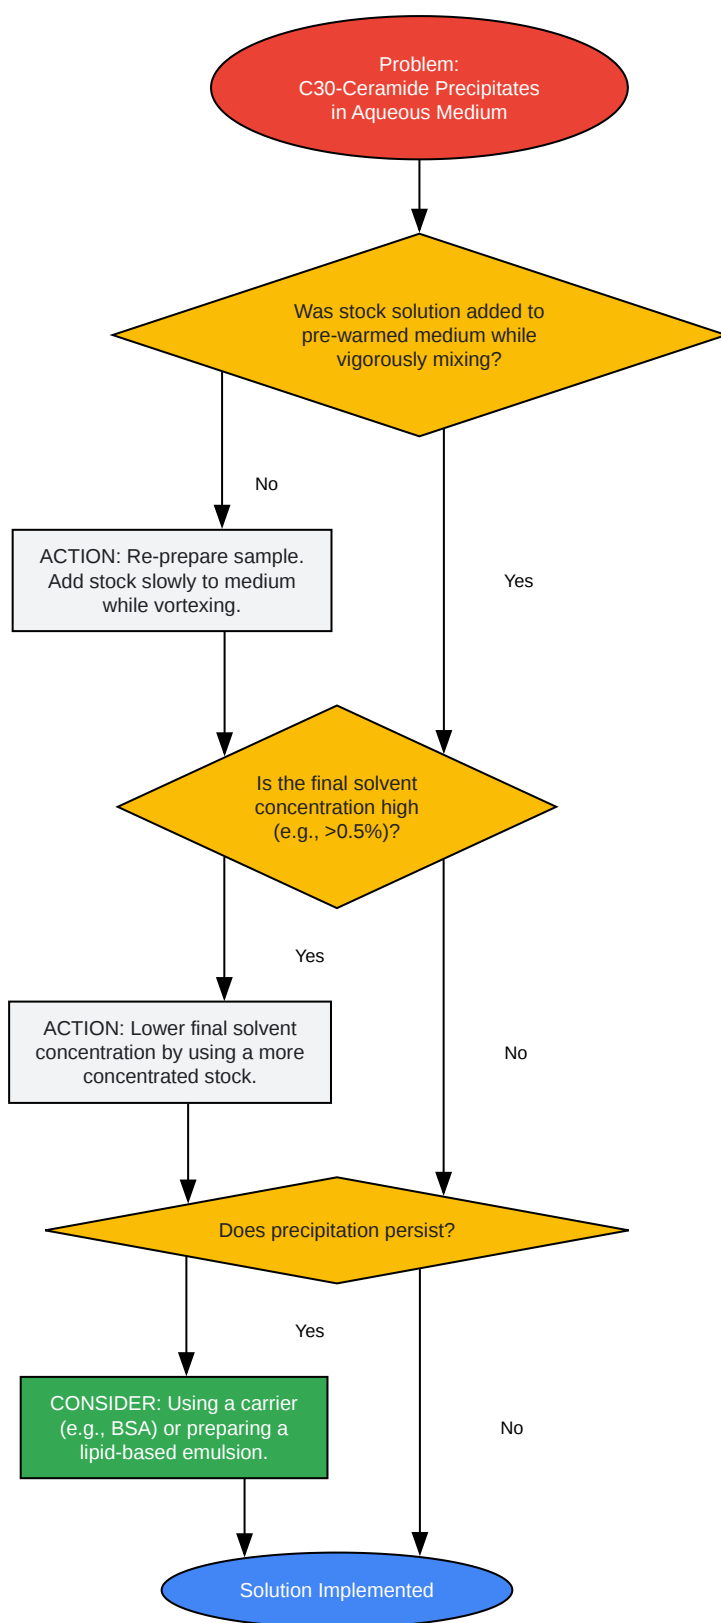 Problem:
C30-Ceramide Precipitates
in Aqueous Medium
Was stock solution added to
pre-warmed medium while
vigorously mixing?
No
ACTION: Re-prepare sample.
Add stock slowly to medium
while vortexing.
Yes
Is the final solvent
concentration high
(e.g., >0.5%)?
Yes
ACTION: Lower final solvent
concentration by using a more
concentrated stock.
No
Does precipitation persist?
Yes
CONSIDER: Using a carrier
(e.g., BSA) or preparing a
lipid-based emulsion.
No
Solution Implemented